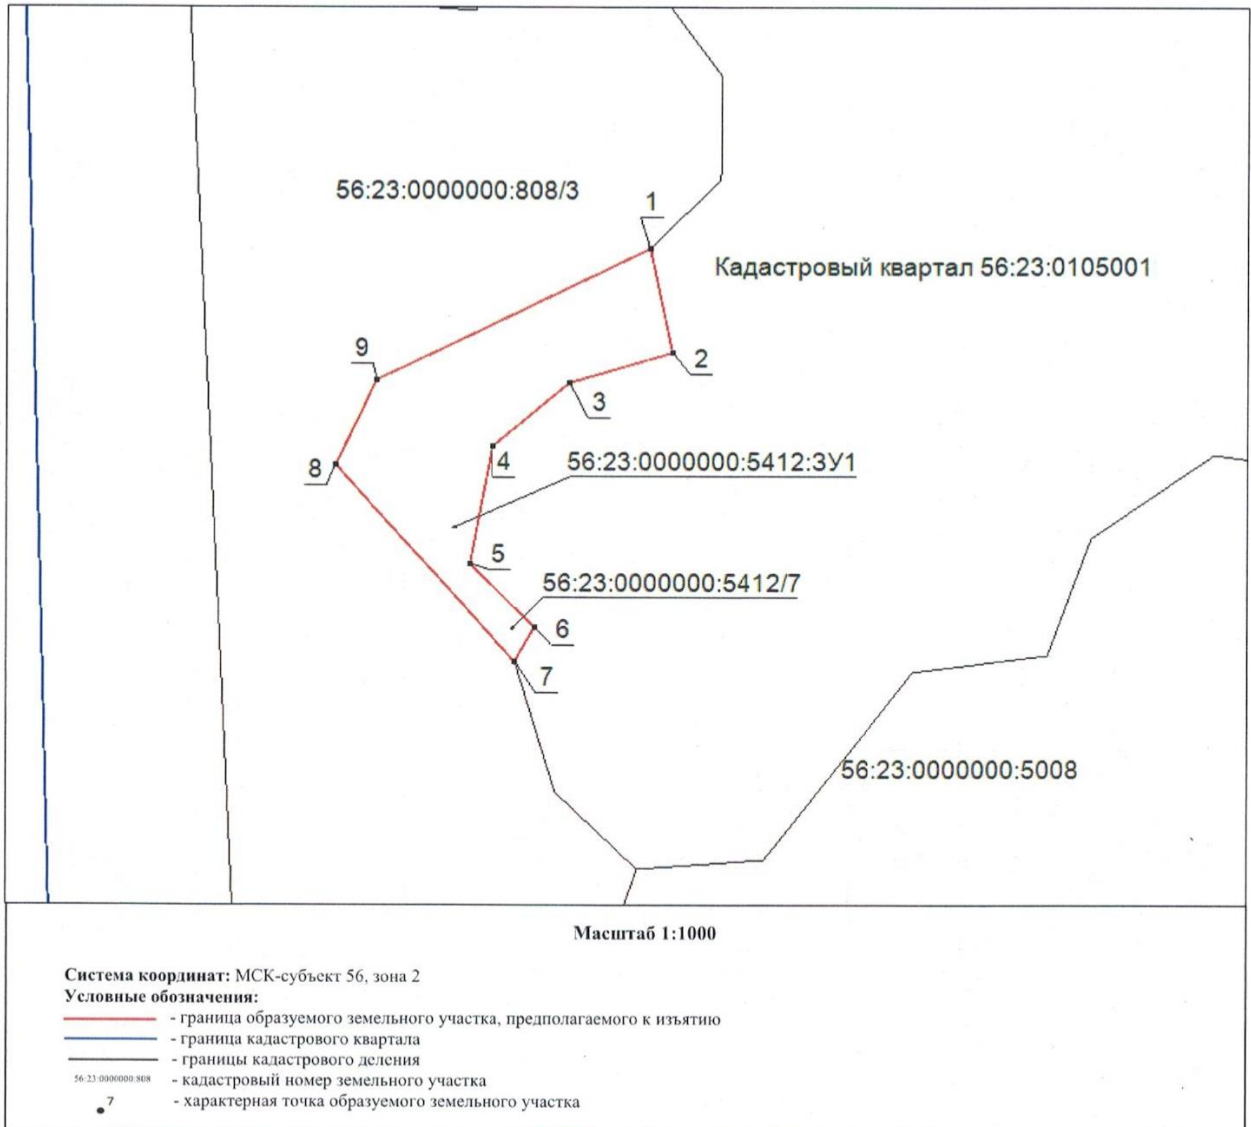 56:23:0000000:808/3
1
Кадастровый квартал 56:23:0105001
9
2
3
8
4
56:23:0000000:5412:ЗУ1
5
56:23:0000000:5412/7
6
7
56:23:0000000:5008
Масштаб 1:1000
Система координат: МСК-субъект 56, зона 2
Условные обозначения:
- граница образуемого земельного участка, предполагаемого к изъятию
- граница кадастрового квартала
- границы кадастрового деления
56:23:0000000:808 - кадастровый номер земельного участка
7 - характерная точка образуемого земельного участка